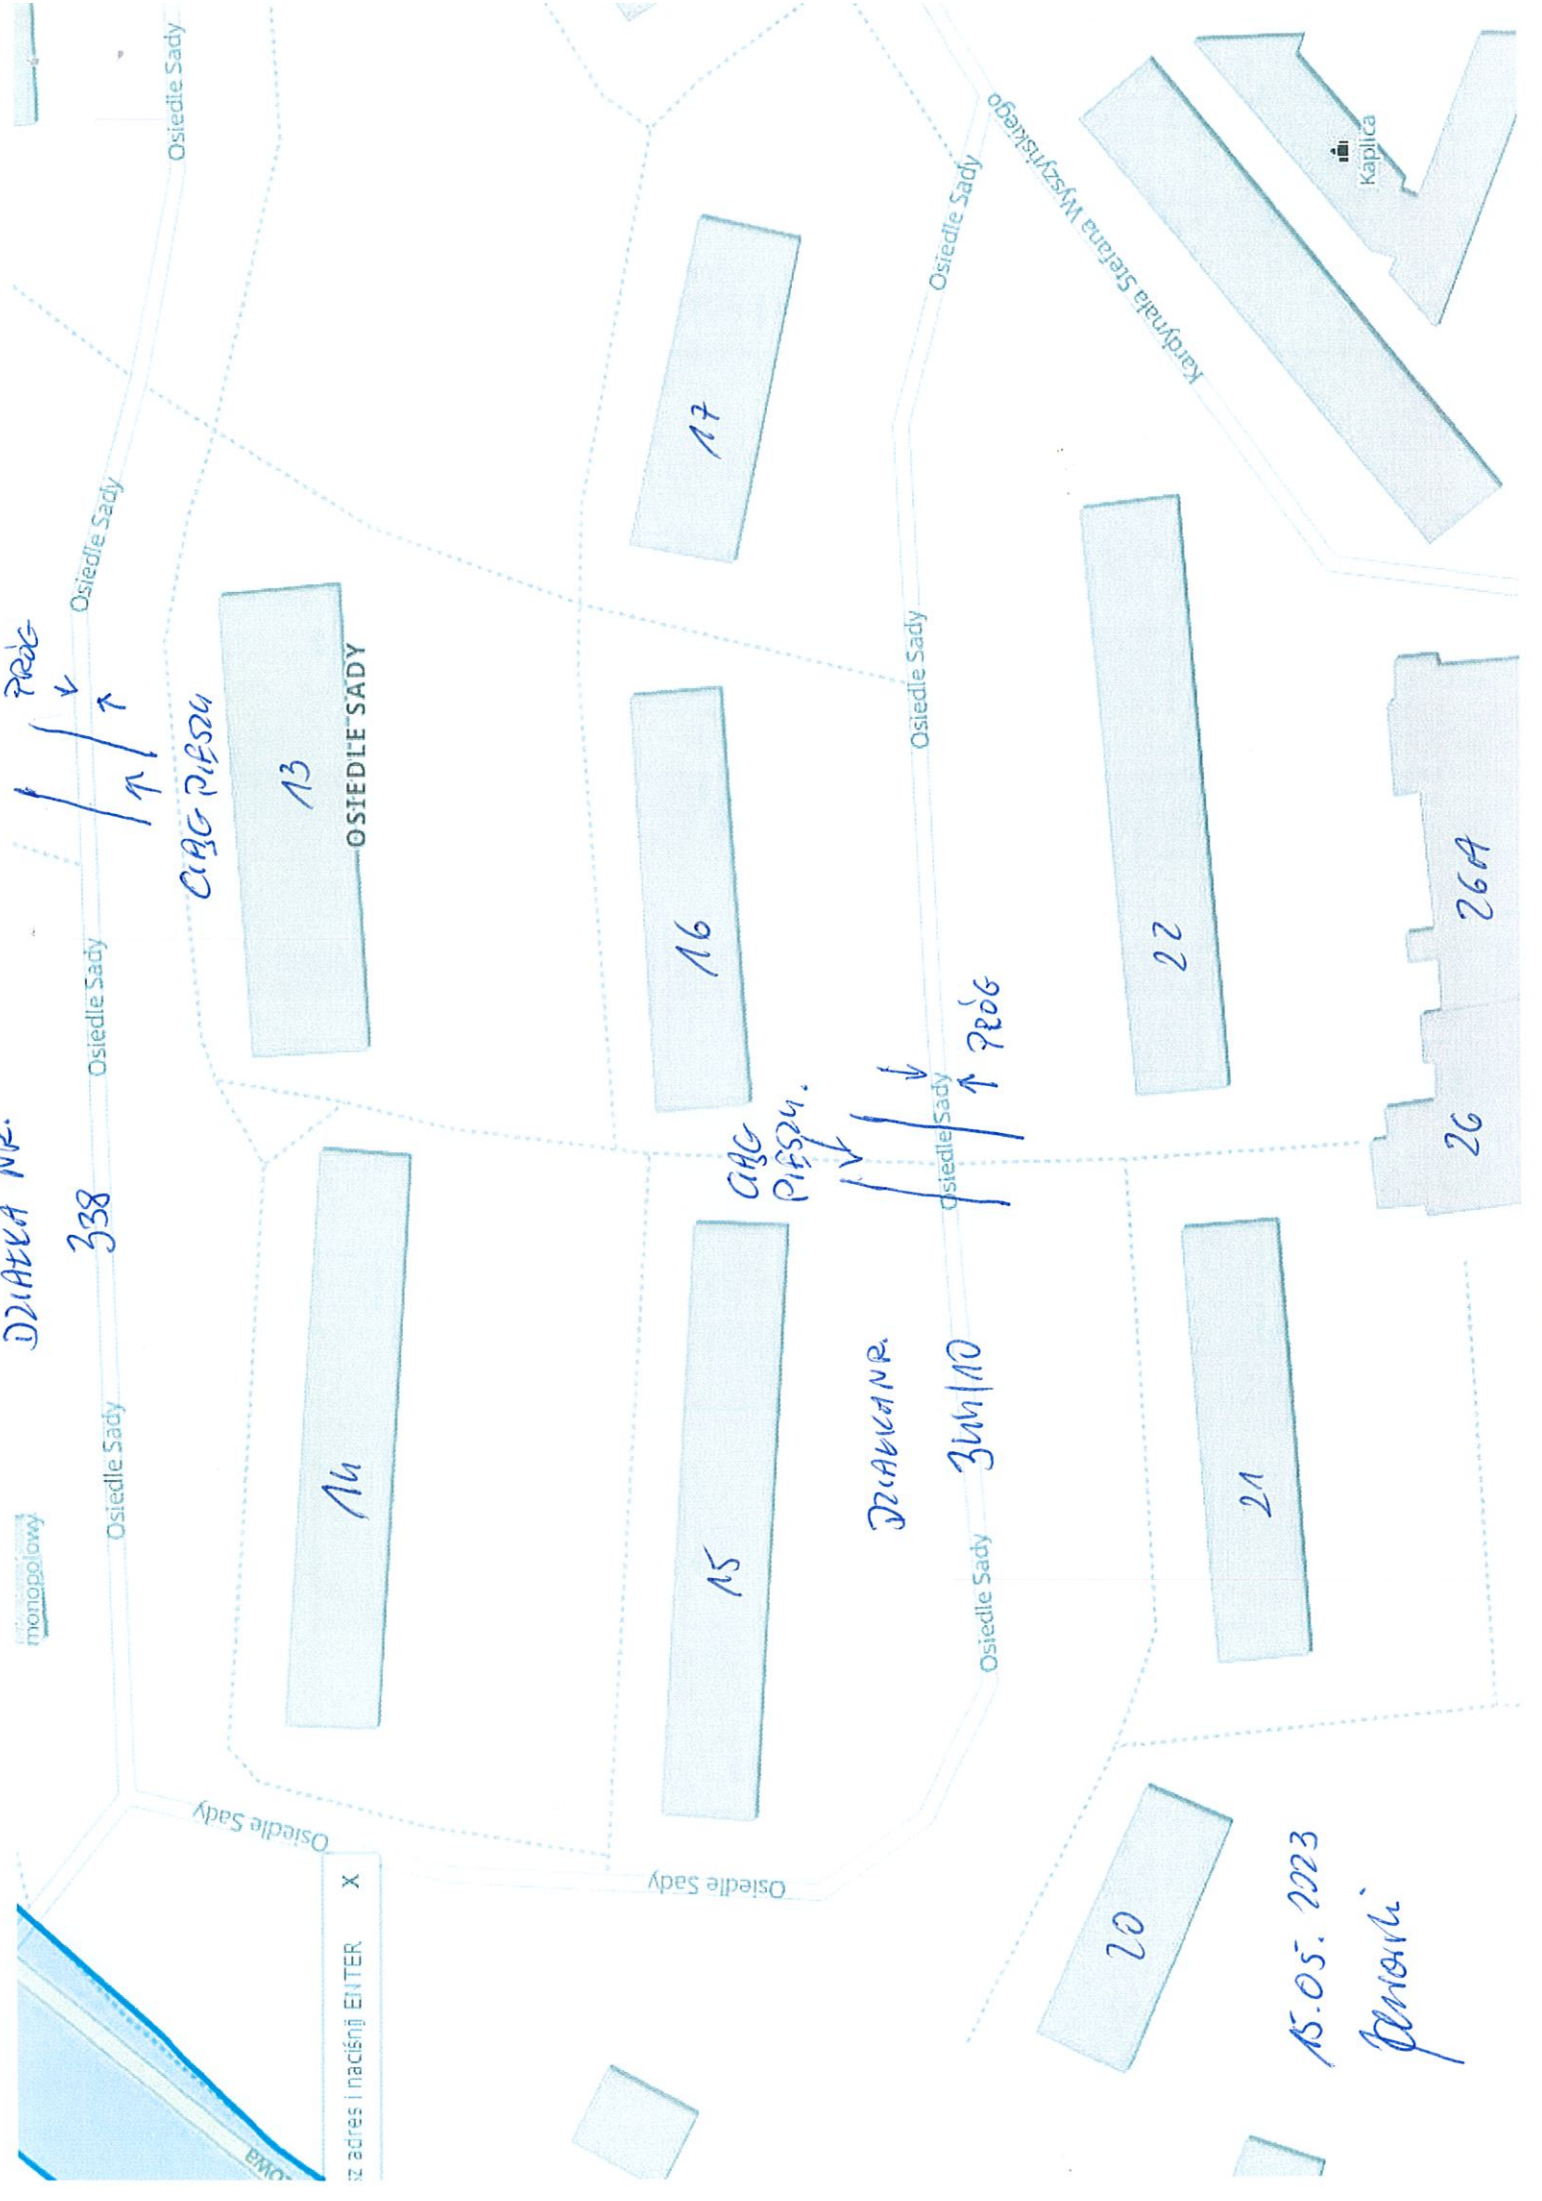 monopolowy
Osiedle Sady
Osiedle Sady
Osiedle Sady
Osiedle Sady
DZIAŁKA NR.
338
PRÓG
CIĄG PIESZY
13
OSIEDLE SADY
14
Osiedle Sady
sz adres i naciśnij ENTER X
17
16
15
Osiedle Sady
CIĄG
PIESZY.
PRÓG
DZIAŁKA NR.
344/10
Osiedle Sady
Osiedle Sady
Osiedle Sady
Osiedle Sady
Kardynała Stefana Wyszyńskiego
Kaplica
22
21
20
26A
26
15.05.2023